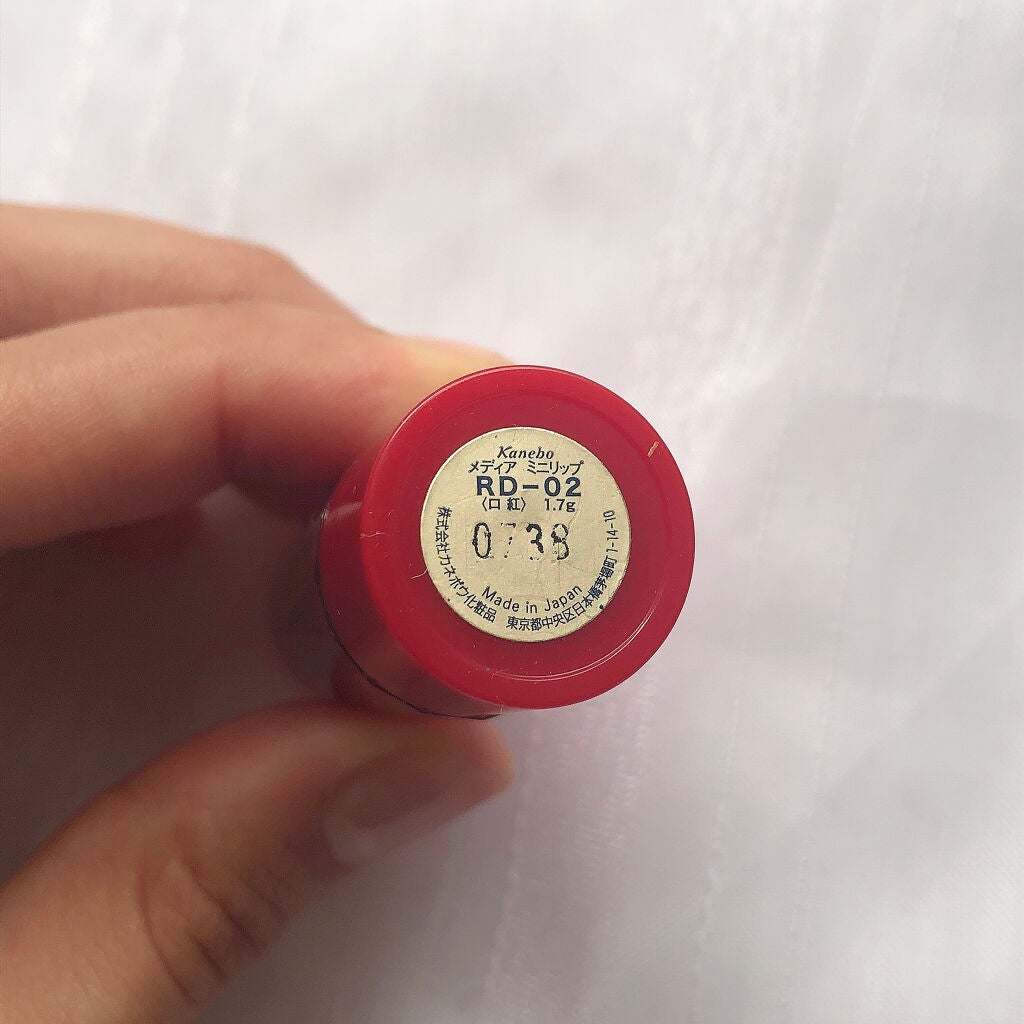 Kanebo
メディア ミニリップ
RD-02
〈口 紅〉 1.7g
0738
Made in Japan
株式会社カネボウ化粧品 東京都中央区日本橋茅場町1-14-10